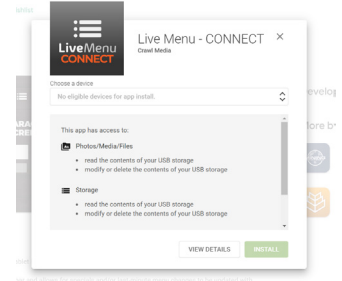 Live Menu - CONNECT ×
Crawl Media
LiveMenu
CONNECT
Choose a device
No eligible devices for app install.
This app has access to:
Photos/Media/Files
• read the contents of your USB storage
• modify or delete the contents of your USB storage
Storage
• read the contents of your USB storage
• modify or delete the contents of your USB storage
VIEW DETAILS INSTALL